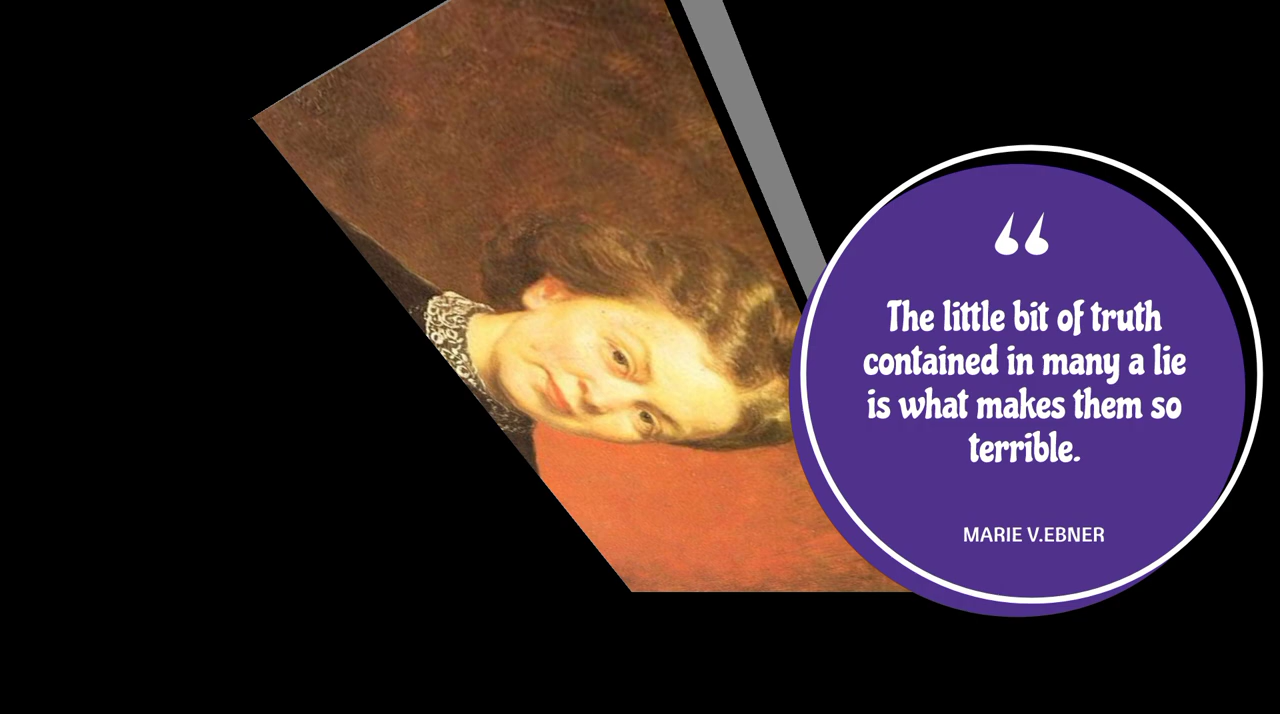 The little bit of truth
contained in many a lie
is what makes them so
terrible.
MARIE V.EBNER